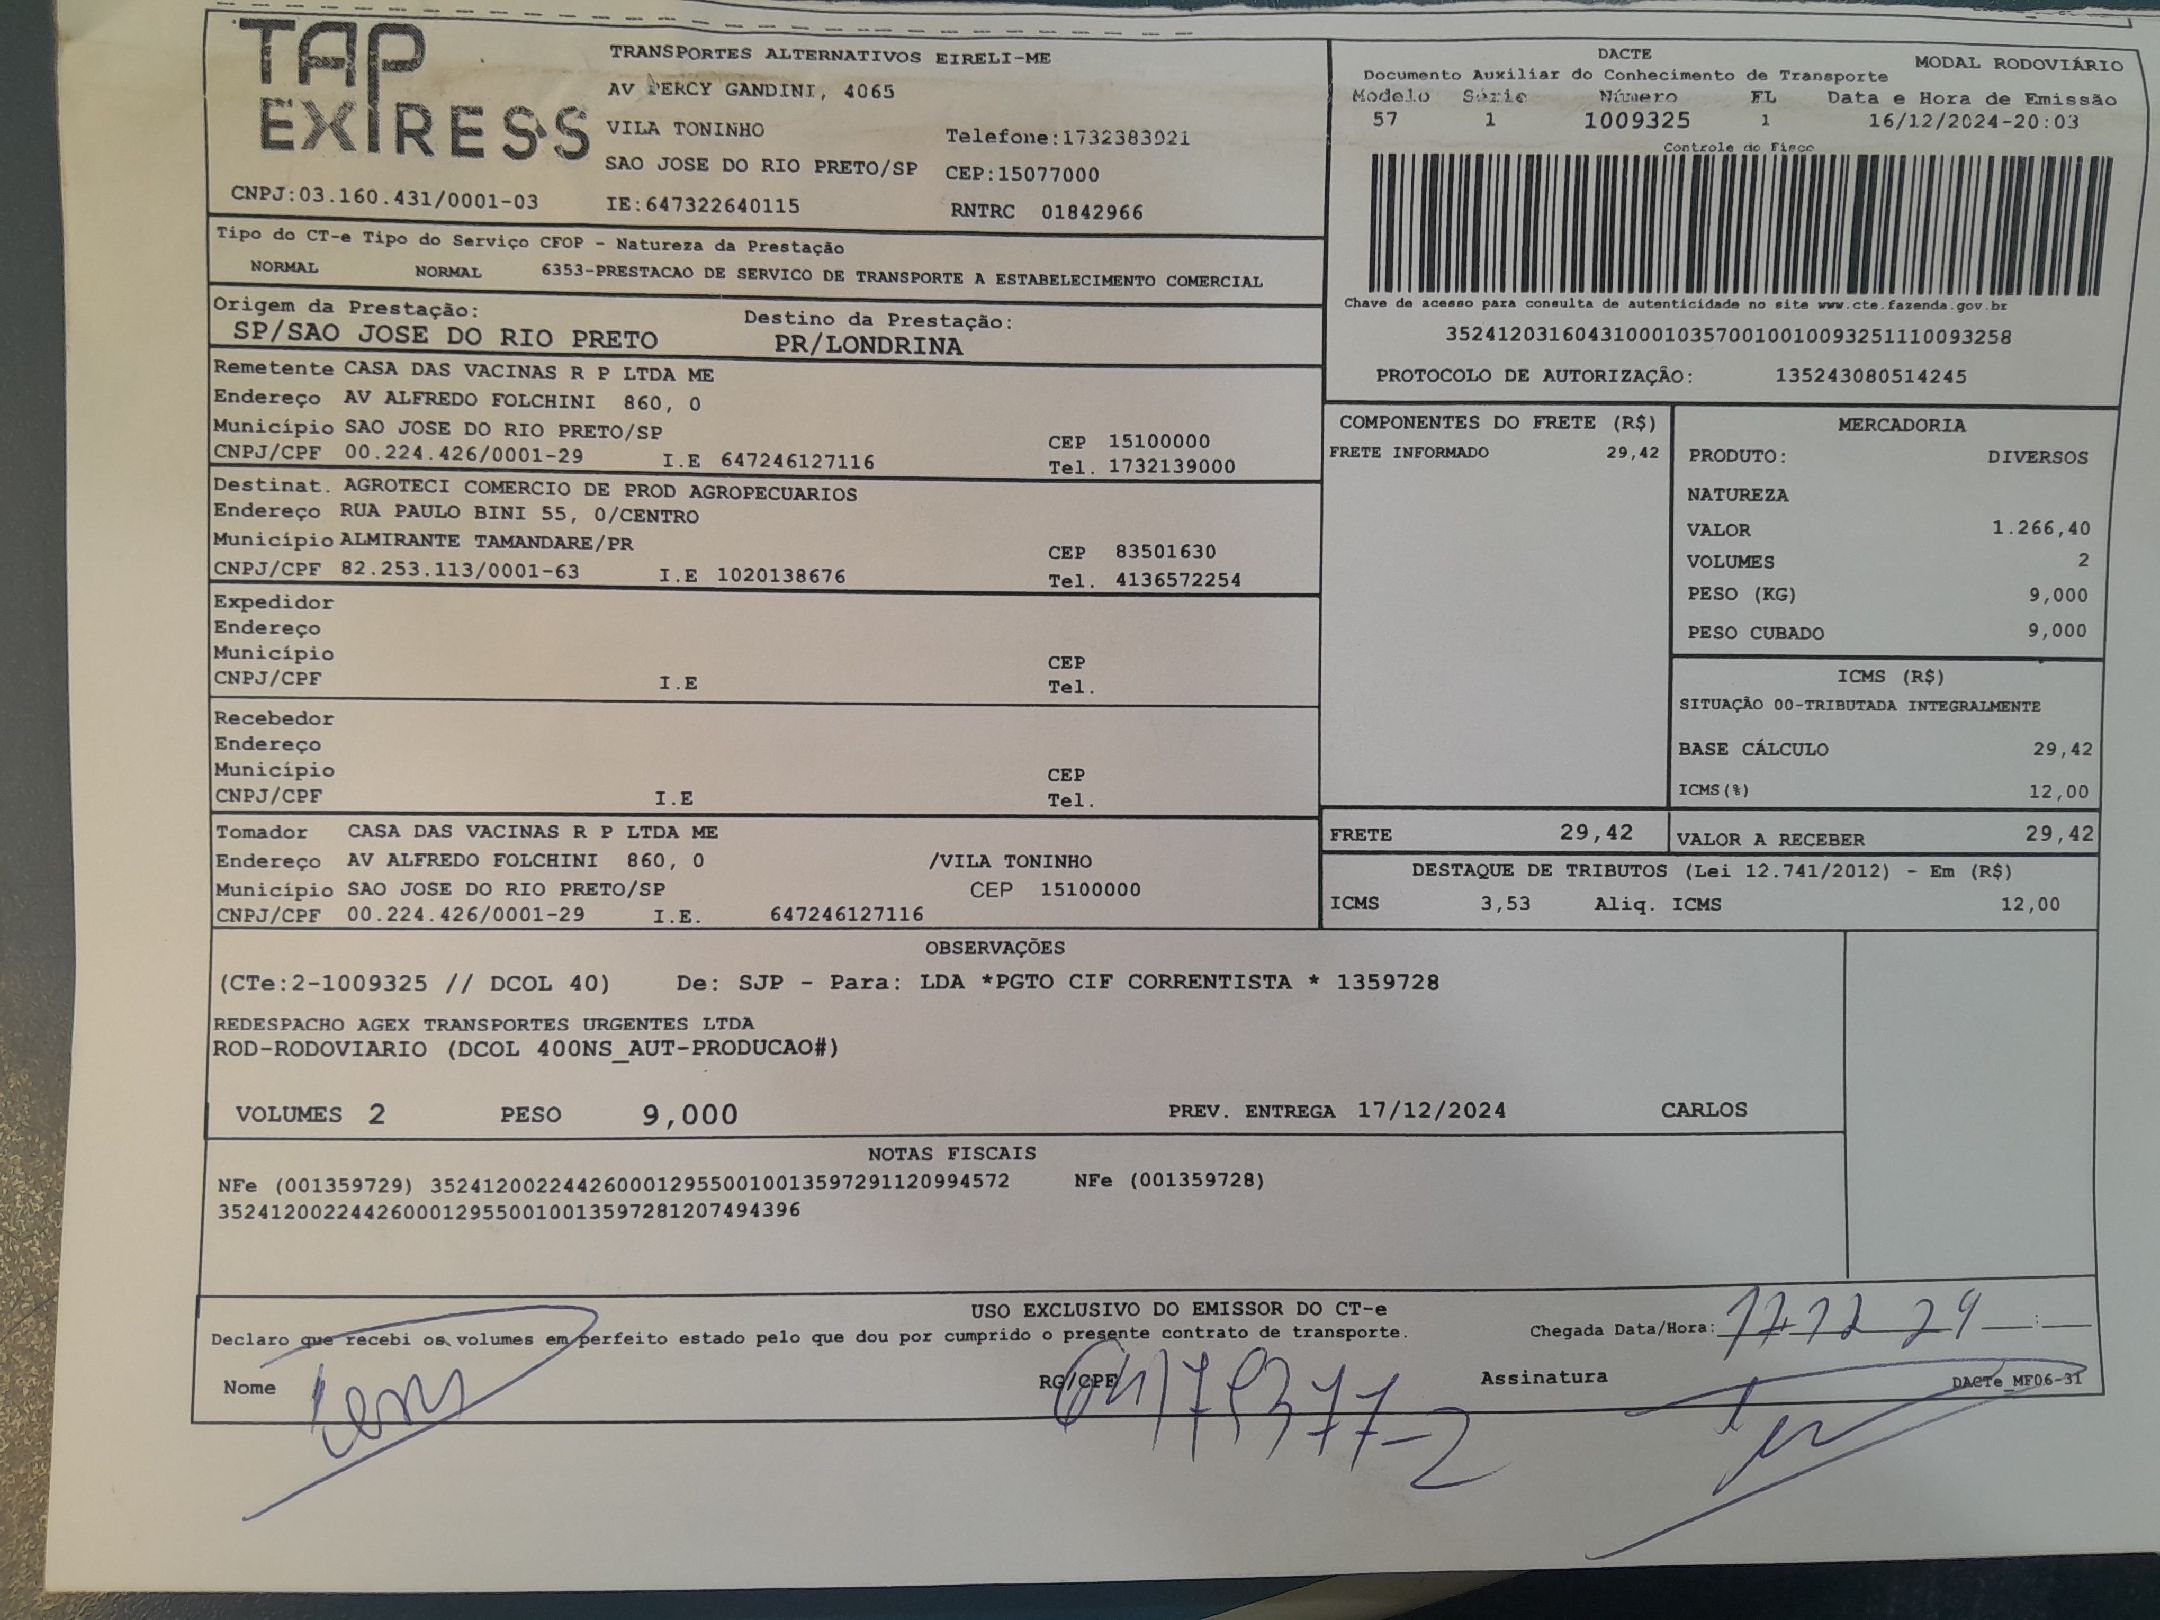 TAP
EXPRESS
TRANSPORTES ALTERNATIVOS EIRELI-ME
AV PERCY GANDINI, 4065
VILA TONINHO Telefone:1732383921
SAO JOSE DO RIO PRETO/SP CEP:15077000
CNPJ:03.160.431/0001-03 IE:647322640115 RNTRC 01842966
DACTE MODAL RODOVIÁRIO
Documento Auxiliar do Conhecimento de Transporte
Modelo Série Número FL Data e Hora de Emissão
57 1 1009325 1 16/12/2024-20:03
Controle do Fisco
Chave de acesso para consulta de autenticidade no site www.cte.fazenda.gov.br
35241203160431000103570010010093251110093258
PROTOCOLO DE AUTORIZAÇÃO: 135243080514245
Tipo do CT-e Tipo do Serviço CFOP - Natureza da Prestação
NORMAL NORMAL 6353-PRESTACAO DE SERVICO DE TRANSPORTE A ESTABELECIMENTO COMERCIAL
Origem da Prestação: Destino da Prestação:
SP/SAO JOSE DO RIO PRETO PR/LONDRINA
Remetente CASA DAS VACINAS R P LTDA ME
Endereço AV ALFREDO FOLCHINI 860, 0
Município SAO JOSE DO RIO PRETO/SP CEP 15100000
CNPJ/CPF 00.224.426/0001-29 I.E 647246127116 Tel. 1732139000
Destinat. AGROTECI COMERCIO DE PROD AGROPECUARIOS
Endereço RUA PAULO BINI 55, 0/CENTRO
Município ALMIRANTE TAMANDARE/PR CEP 83501630
CNPJ/CPF 82.253.113/0001-63 I.E 1020138676 Tel. 4136572254
Expedidor
Endereço
Município CEP
CNPJ/CPF I.E Tel.
Recebedor
Endereço
Município CEP
CNPJ/CPF I.E Tel.
Tomador CASA DAS VACINAS R P LTDA ME
Endereço AV ALFREDO FOLCHINI 860, 0 /VILA TONINHO
Município SAO JOSE DO RIO PRETO/SP CEP 15100000
CNPJ/CPF 00.224.426/0001-29 I.E. 647246127116
COMPONENTES DO FRETE (R$)
FRETE INFORMADO 29,42
MERCADORIA
PRODUTO: DIVERSOS
NATUREZA
VALOR 1.266,40
VOLUMES 2
PESO (KG) 9,000
PESO CUBADO 9,000
ICMS (R$)
SITUAÇÃO 00-TRIBUTADA INTEGRALMENTE
BASE CÁLCULO 29,42
ICMS(%) 12,00
FRETE 29,42 VALOR A RECEBER 29,42
DESTAQUE DE TRIBUTOS (Lei 12.741/2012) - Em (R$)
ICMS 3,53 Aliq. ICMS 12,00
OBSERVAÇÕES
(CTe:2-1009325 // DCOL 40) De: SJP - Para: LDA *PGTO CIF CORRENTISTA * 1359728
REDESPACHO AGEX TRANSPORTES URGENTES LTDA
ROD-RODOVIARIO (DCOL 400NS_AUT-PRODUCAO#)
VOLUMES 2 PESO 9,000 PREV. ENTREGA 17/12/2024 CARLOS
NOTAS FISCAIS
NFe (001359729) 35241200224426000129550010013597291120994572 NFe (001359728)
35241200224426000129550010013597281207494396
USO EXCLUSIVO DO EMISSOR DO CT-e
Declaro que recebi os volumes em perfeito estado pelo que dou por cumprido o presente contrato de transporte. Chegada Data/Hora: 17 12 24 :
Nome RG/CPF Assinatura DACTe_MF06-31